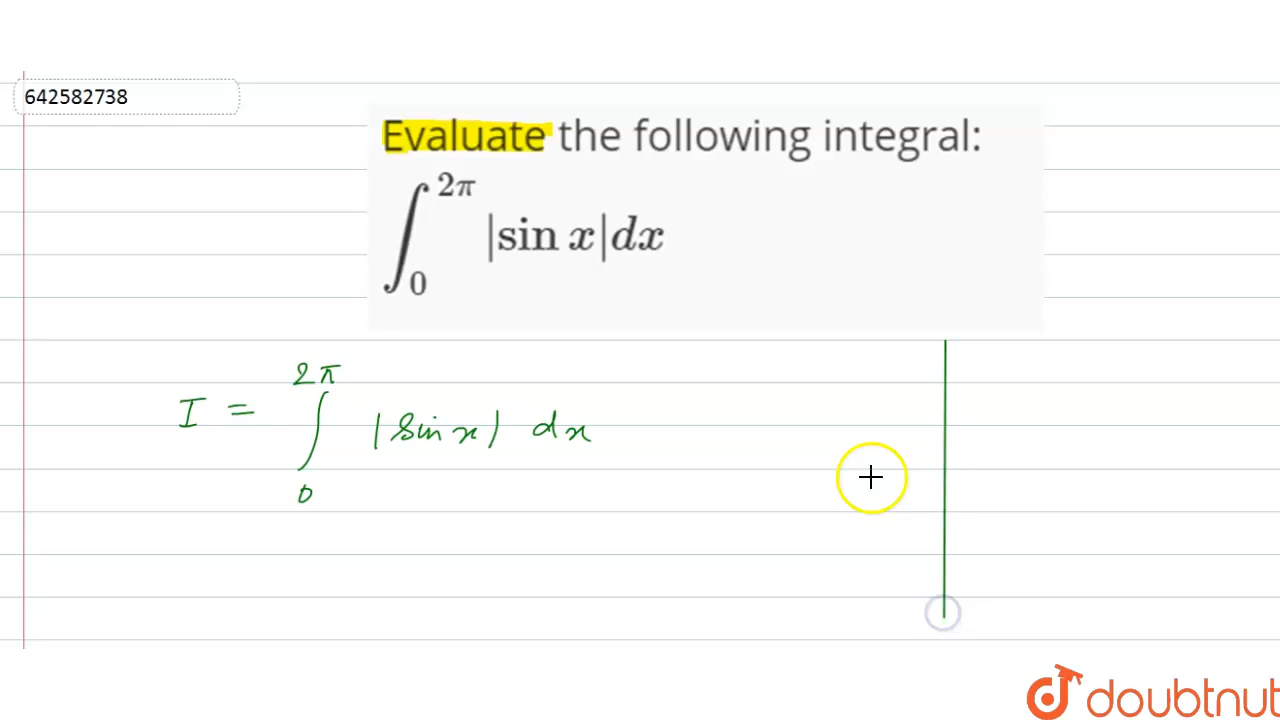 642582738
Evaluate the following integral:
∫₀^{2π} |sin x|dx
I = ∫₀^{2π} |sin x| dx
doubtnut